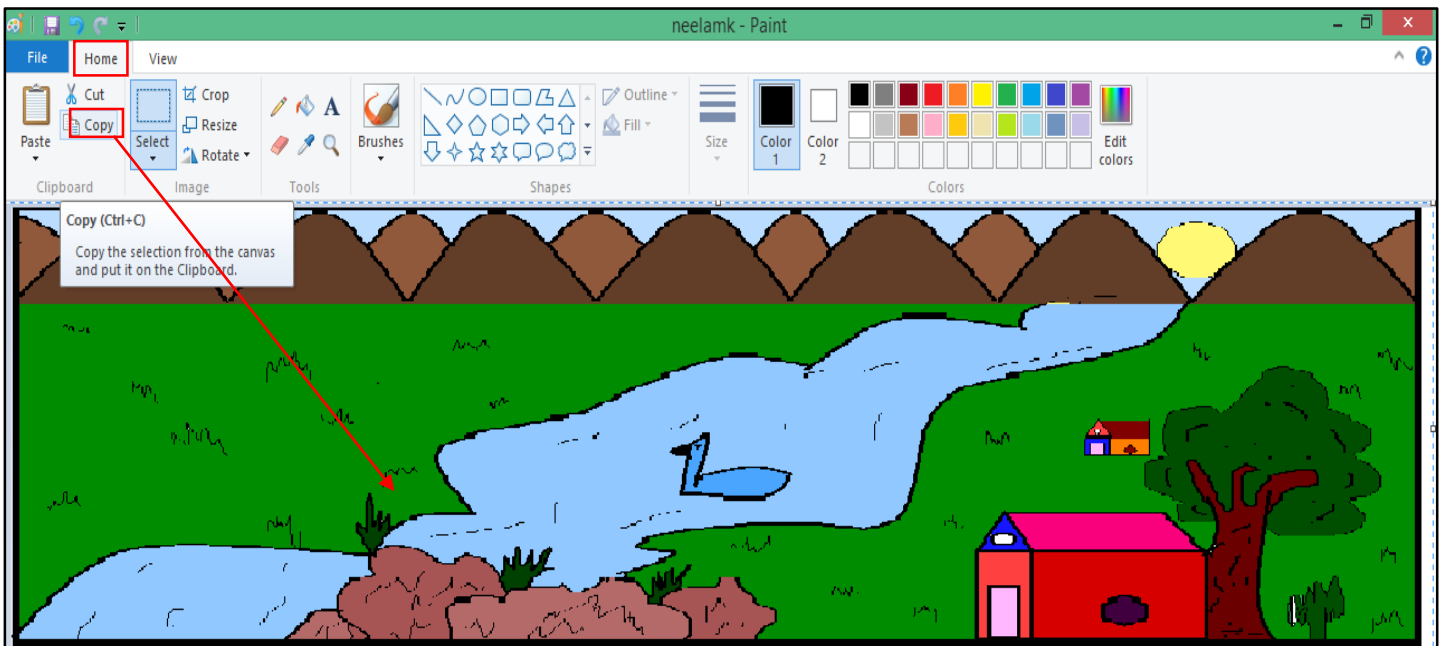 neelamk - Paint
File Home View
Cut
Copy
Paste
Clipboard
Select
Crop
Resize
Rotate
Image
A
Tools
Brushes
Outline
Fill
Shapes
Size
Color
1
Color
2
Edit
colors
Colors
Copy (Ctrl+C)
Copy the selection from the canvas
and put it on the Clipboard.